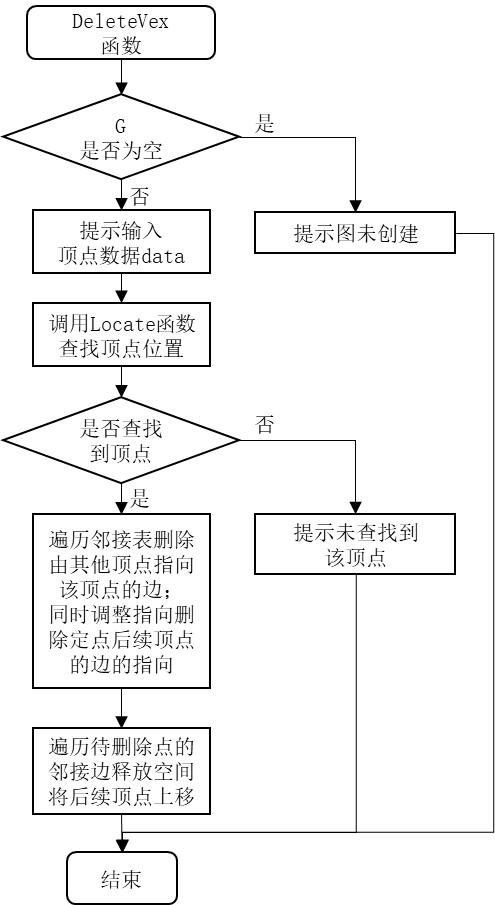 DeleteVex
函数
G
是否为空
是
否
提示输入
顶点数据data
提示图未创建
调用Locate函数
查找顶点位置
是否查找
到顶点
否
是
遍历邻接表删除
由其他顶点指向
该顶点的边；
同时调整指向删
除定点后续顶点
的边的指向
提示未查找到
该顶点
遍历待删除点的
邻接边释放空间
将后续顶点上移
结束